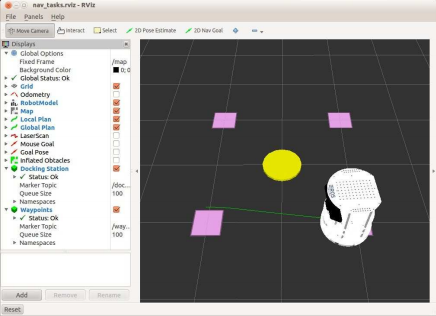 nav_tasks.rviz - RViz
File Panels Help
Move Camera Interact Select 2D Pose Estimate 2D Nav Goal
Displays
Global Options
Fixed Frame /map
Background Color 0; 0
Global Status: Ok
Grid
Odometry
RobotModel
Map
Local Plan
Global Plan
LaserScan
Mouse Goal
Goal Pose
Inflated Obtacles
Docking Station
Status: Ok
Marker Topic /doc...
Queue Size 100
Namespaces
Waypoints
Status: Ok
Marker Topic /way...
Queue Size 100
Namespaces
Add Remove Rename
Reset